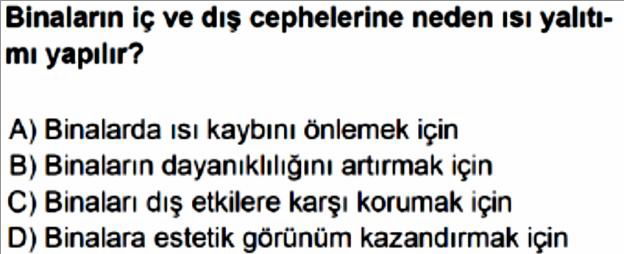 Binaların iç ve dış cephelerine neden ısı yalıtı-
mı yapılır?
A) Binalarda ısı kaybını önlemek için
B) Binaların dayanıklılığını artırmak için
C) Binaları dış etkilere karşı korumak için
D) Binalara estetik görünüm kazandırmak için